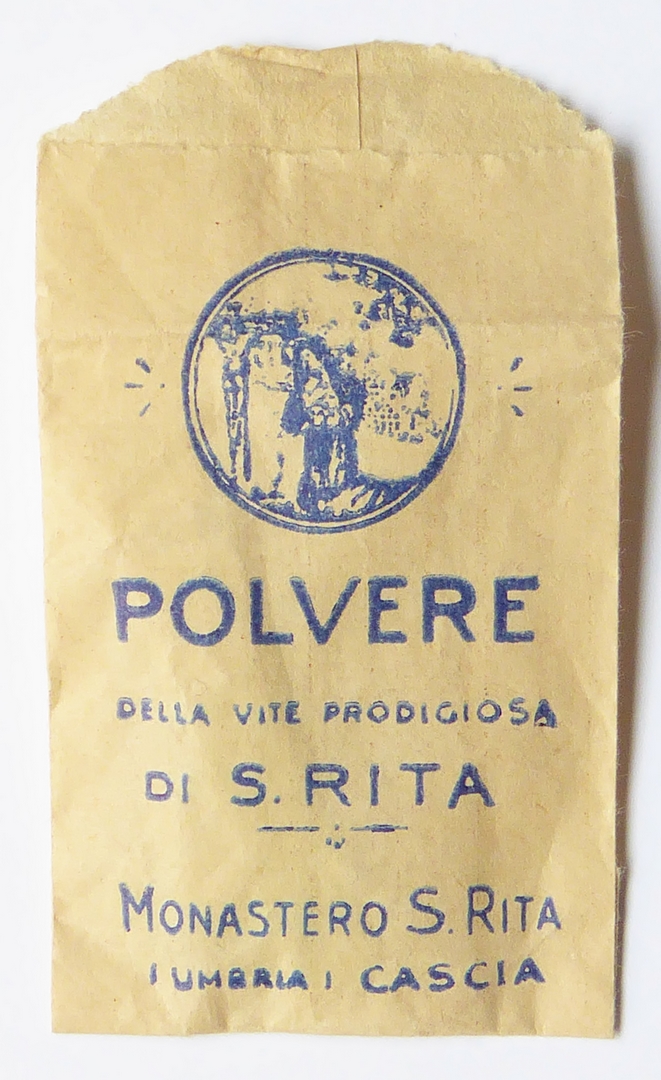 POLVERE
DELLA VITE PRODIGIOSA
DI S. RITA
MONASTERO S. RITA
(UMBRIA) CASCIA